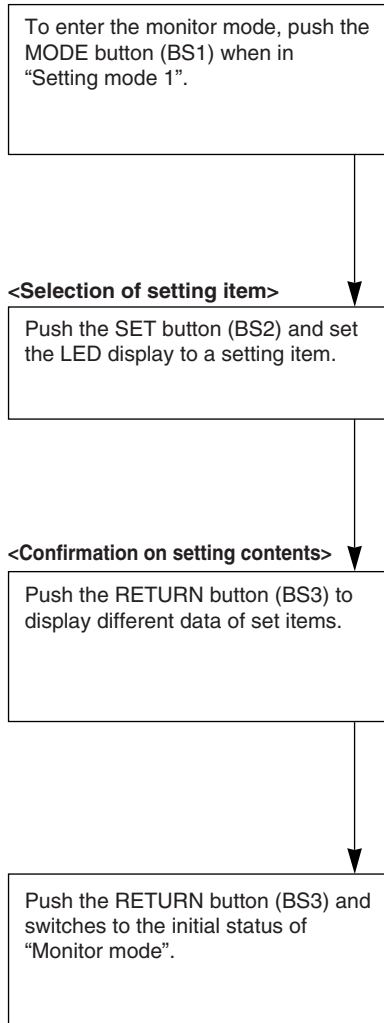 To enter the monitor mode, push the
MODE button (BS1) when in
“Setting mode 1”.
<Selection of setting item>
Push the SET button (BS2) and set
the LED display to a setting item.
<Confirmation on setting contents>
Push the RETURN button (BS3) to
display different data of set items.
Push the RETURN button (BS3) and
switches to the initial status of
“Monitor mode”.